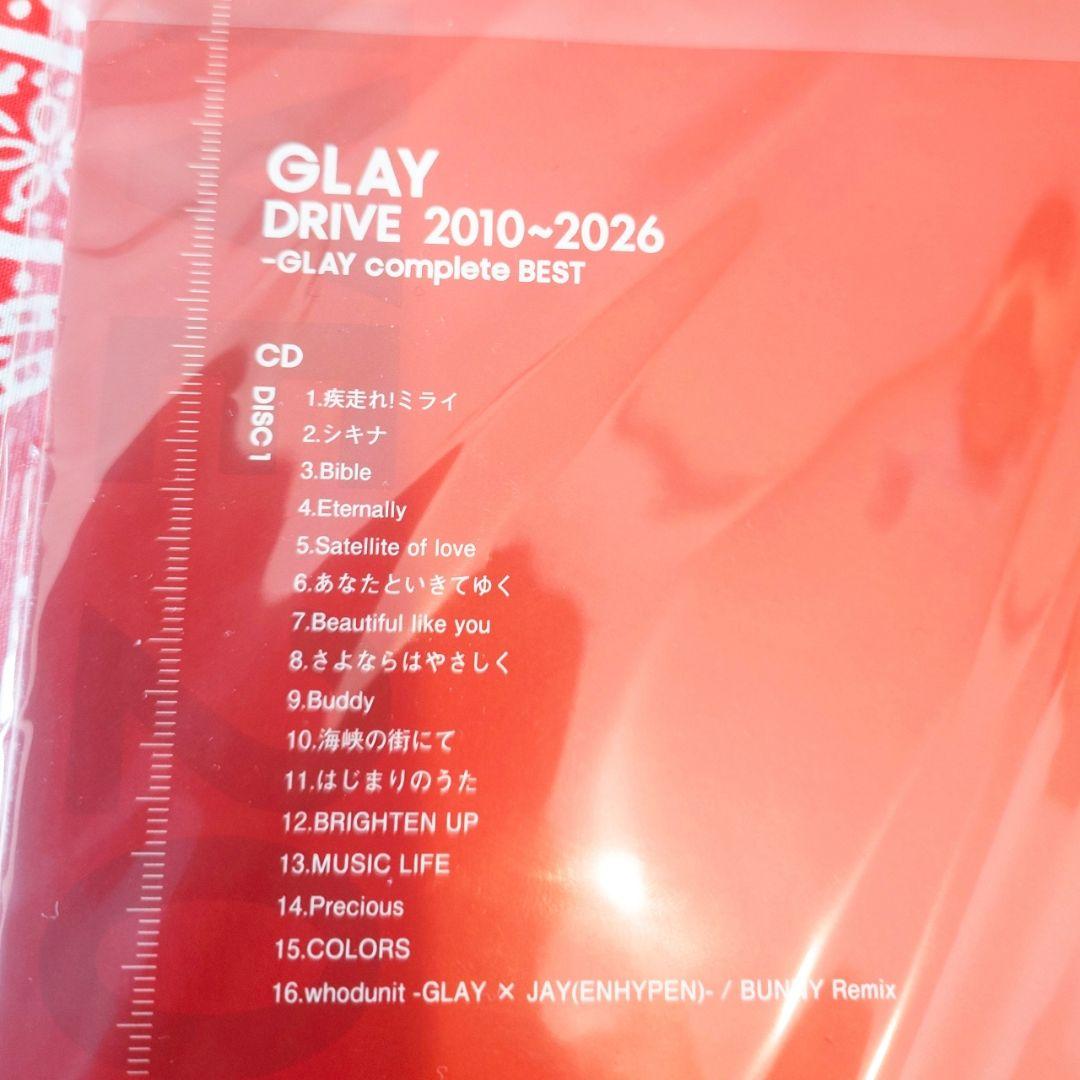 GLAY
DRIVE 2010~2026
-GLAY complete BEST
CD
DISC 1
1.疾走れ!ミライ
2.シキナ
3.Bible
4.Eternally
5.Satellite of love
6.あなたといきてゆく
7.Beautiful like you
8.さよならはやさしく
9.Buddy
10.海峡の街にて
11.はじまりのうた
12.BRIGHTEN UP
13.MUSIC LIFE
14.Precious
15.COLORS
16.whodunit -GLAY × JAY(ENHYPEN)- / BUNNY Remix